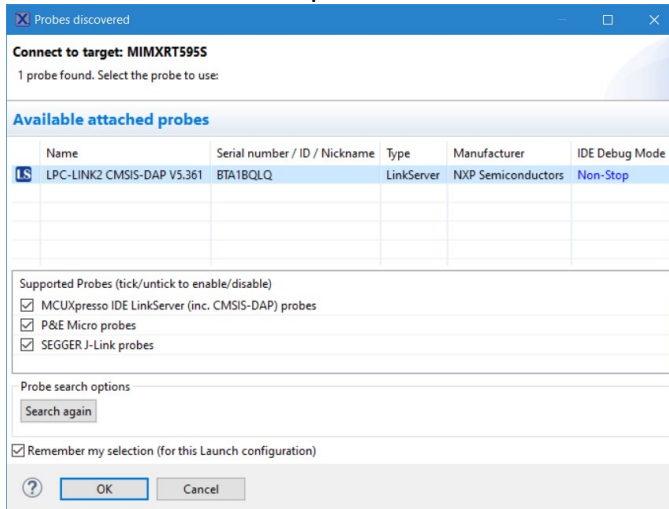 Probes discovered
Connect to target: MIMXRT595S
1 probe found. Select the probe to use:
Available attached probes
Name Serial number / ID / Nickname Type Manufacturer IDE Debug Mode
LS LPC-LINK2 CMSIS-DAP V5.361 BTA1BQLQ LinkServer NXP Semiconductors Non-Stop
Supported Probes (tick/untick to enable/disable)
MCUXpresso IDE LinkServer (inc. CMSIS-DAP) probes
P&E Micro probes
SEGGER J-Link probes
Probe search options
Search again
Remember my selection (for this Launch configuration)
? OK Cancel